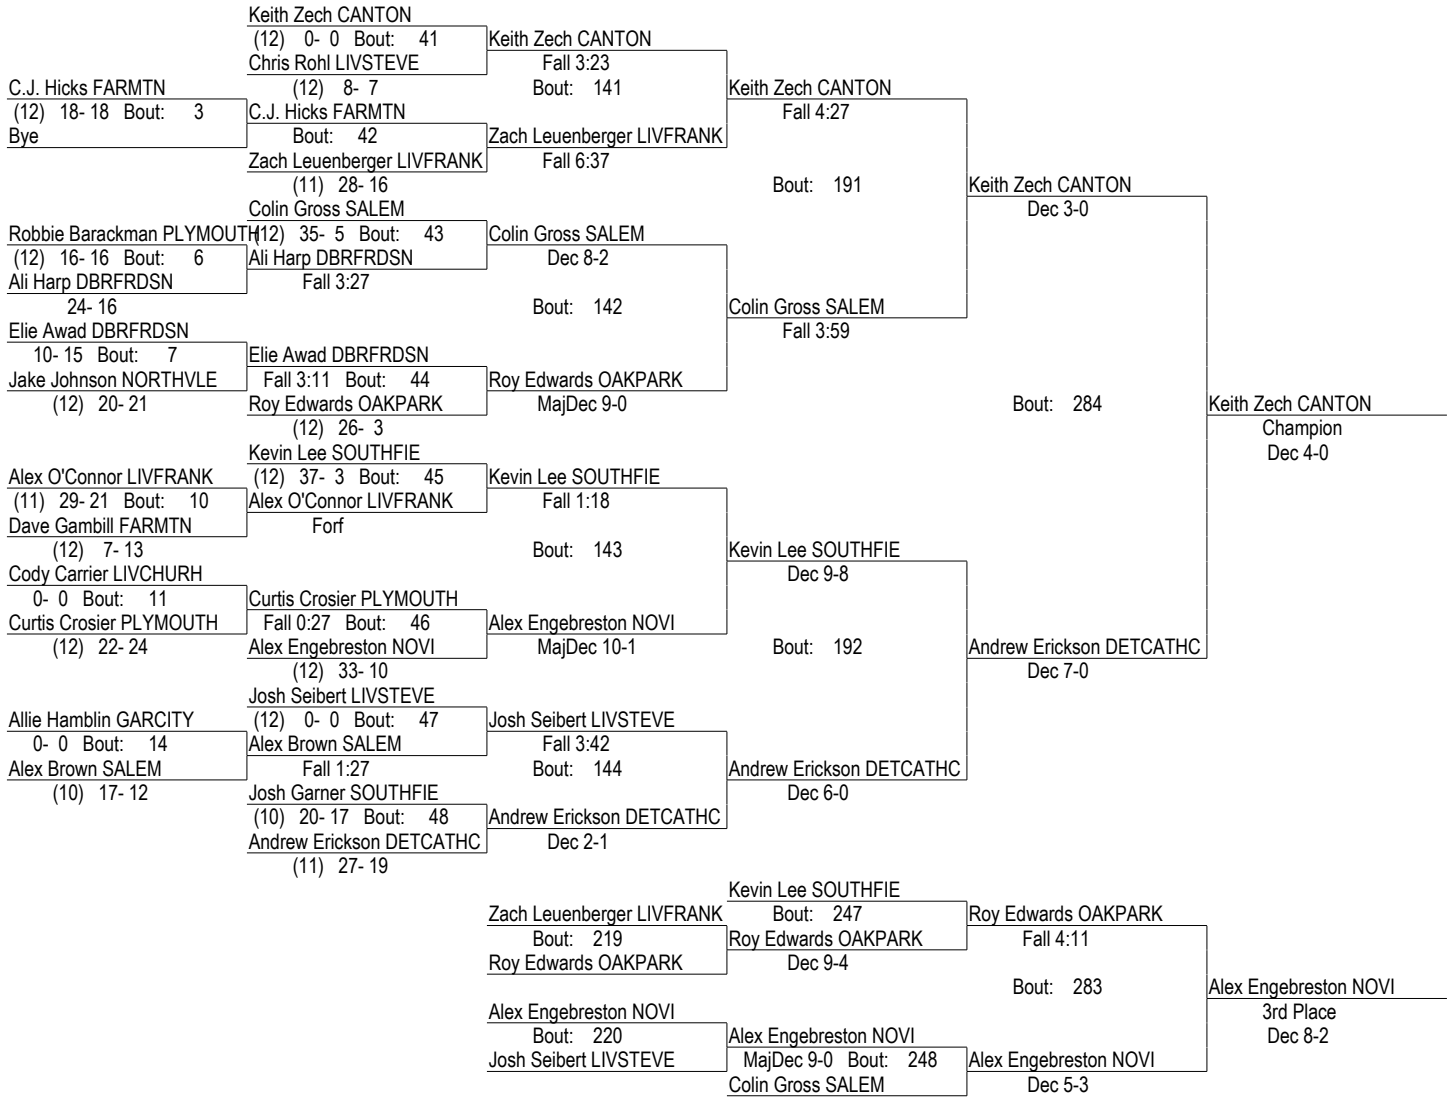 Keith Zech CANTON
(12) 0- 0 Bout: 41 Keith Zech CANTON
Chris Rohl LIVSTEVE Fall 3:23
C.J. Hicks FARMTN (12) 8- 7 Bout: 141 Keith Zech CANTON
(12) 18- 18 Bout: 3 C.J. Hicks FARMTN Fall 4:27
Bye Bout: 42 Zach Leuenberger LIVFRANK
Zach Leuenberger LIVFRANK Fall 6:37
(11) 28- 16 Bout: 191 Keith Zech CANTON
Colin Gross SALEM Dec 3-0
Robbie Barackman PLYMOUTH (12) 35- 5 Bout: 43 Colin Gross SALEM
(12) 16- 16 Bout: 6 Ali Harp DBRFRDSN Dec 8-2
Ali Harp DBRFRDSN Fall 3:27
24- 16 Bout: 142 Colin Gross SALEM
Elie Awad DBRFRDSN Fall 3:59
10- 15 Bout: 7 Elie Awad DBRFRDSN
Jake Johnson NORTHVLE Fall 3:11 Bout: 44 Roy Edwards OAKPARK
(12) 20- 21 Roy Edwards OAKPARK MajDec 9-0 Bout: 284 Keith Zech CANTON
(12) 26- 3 Champion
Kevin Lee SOUTHFIE Dec 4-0
Alex O'Connor LIVFRANK (12) 37- 3 Bout: 45 Kevin Lee SOUTHFIE
(11) 29- 21 Bout: 10 Alex O'Connor LIVFRANK Fall 1:18
Dave Gambill FARMTN Forf
(12) 7- 13 Bout: 143 Kevin Lee SOUTHFIE
Cody Carrier LIVCHURH Dec 9-8
0- 0 Bout: 11 Curtis Crosier PLYMOUTH
Curtis Crosier PLYMOUTH Fall 0:27 Bout: 46 Alex Engebreston NOVI
(12) 22- 24 Alex Engebreston NOVI MajDec 10-1 Bout: 192 Andrew Erickson DETCATHC
(12) 33- 10 Dec 7-0
Josh Seibert LIVSTEVE
Allie Hamblin GARCITY (12) 0- 0 Bout: 47 Josh Seibert LIVSTEVE
0- 0 Bout: 14 Alex Brown SALEM Fall 3:42
Alex Brown SALEM Fall 1:27 Bout: 144 Andrew Erickson DETCATHC
(10) 17- 12 Josh Garner SOUTHFIE Dec 6-0
(10) 20- 17 Bout: 48 Andrew Erickson DETCATHC
Andrew Erickson DETCATHC Dec 2-1
(11) 27- 19
Kevin Lee SOUTHFIE
Zach Leuenberger LIVFRANK Bout: 247 Roy Edwards OAKPARK
Bout: 219 Roy Edwards OAKPARK Fall 4:11
Roy Edwards OAKPARK Dec 9-4
Bout: 283 Alex Engebreston NOVI
Alex Engebreston NOVI 3rd Place
Bout: 220 Alex Engebreston NOVI Dec 8-2
Josh Seibert LIVSTEVE MajDec 9-0 Bout: 248 Alex Engebreston NOVI
Colin Gross SALEM Dec 5-3